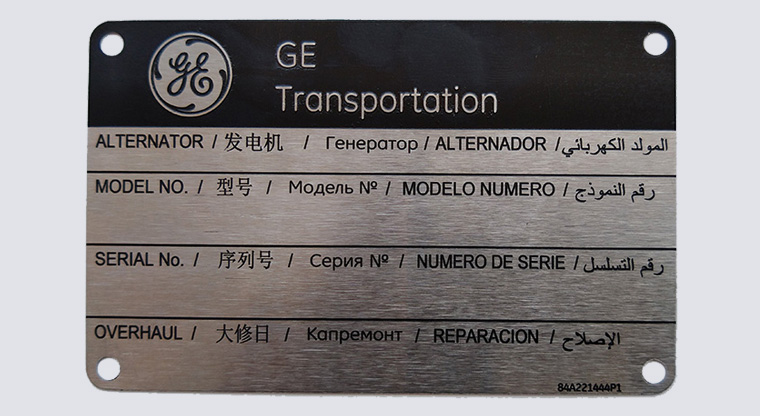 GE
GE
Transportation
ALTERNATOR / 发电机 / Генератор / ALTERNADOR / المولد الكهربائي
MODEL NO. / 型号 / Модель № / MODELO NUMERO / رقم النموذج
SERIAL No. / 序列号 / Серия № / NUMERO DE SERIE / رقم التسلسل
OVERHAUL / 大修日 / Капремонт / REPARACION / الإصلاح
84A221444P1